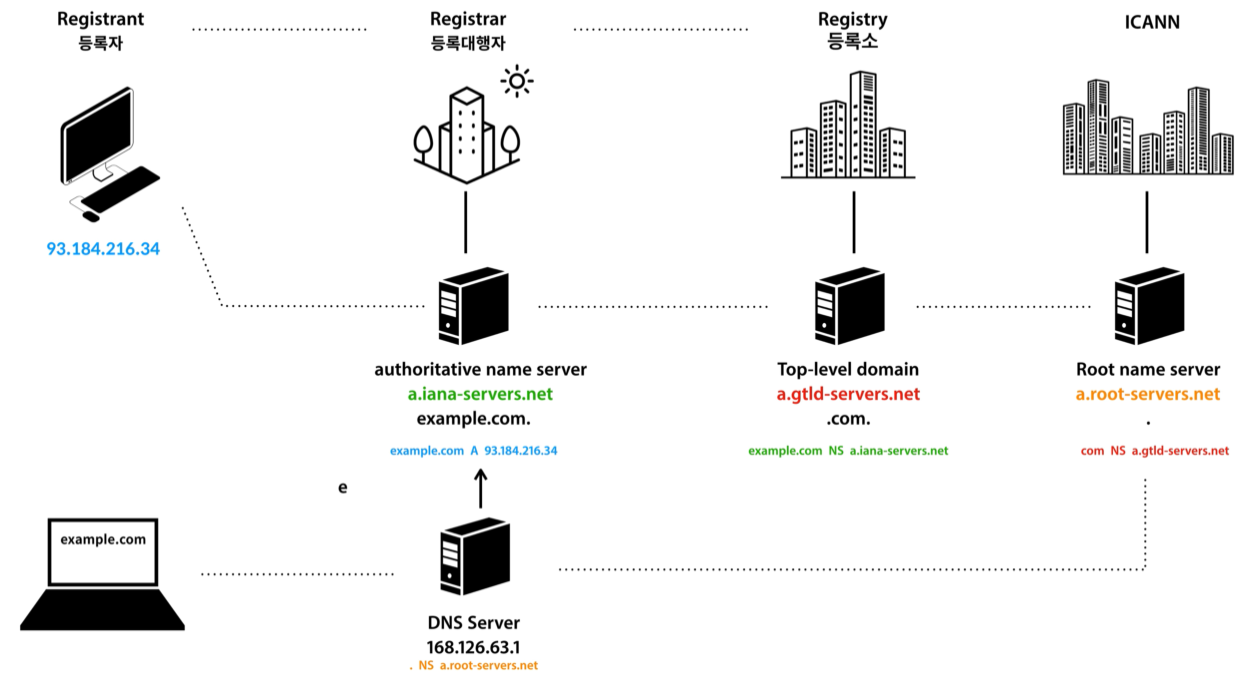 Registrant
등록자
Registrar
등록대행자
Registry
등록소
ICANN
93.184.216.34
authoritative name server
a.iana-servers.net
example.com.
example.com A 93.184.216.34
Top-level domain
a.gtld-servers.net
.com.
example.com NS a.iana-servers.net
Root name server
a.root-servers.net
.
com NS a.gtld-servers.net
e
example.com
DNS Server
168.126.63.1
. NS a.root-servers.net